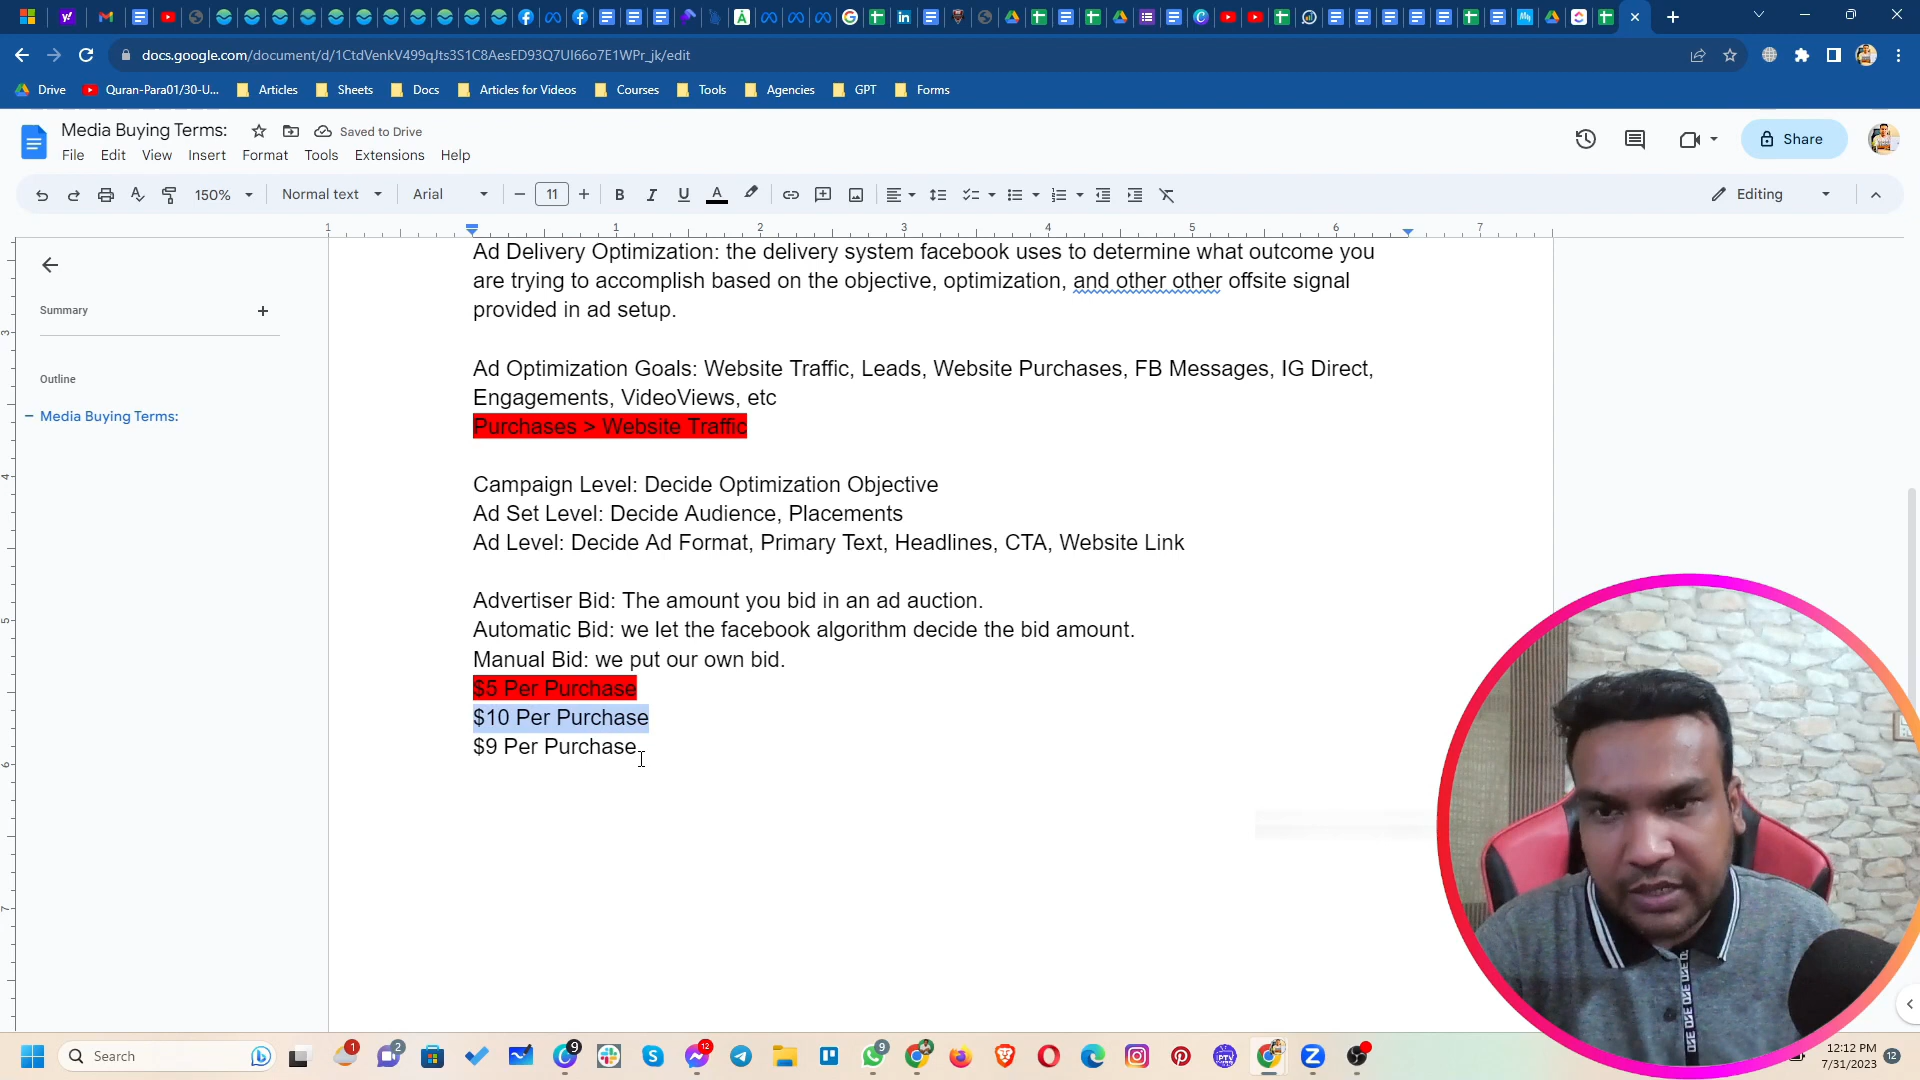 docs.google.com/document/d/1CtdVenkV499qJts3S1C8AesED93Q7UI66o7E1WPr_jk/edit
Drive
Quran-Para01/30-U...
Articles
Sheets
Docs
Articles for Videos
Courses
Tools
Agencies
GPT
Forms
Media Buying Terms:
Saved to Drive
File Edit View Insert Format Tools Extensions Help
Share
150%
Normal text
Arial
11
Editing
Summary
Outline
Media Buying Terms:
Ad Delivery Optimization: the delivery system facebook uses to determine what outcome you
are trying to accomplish based on the objective, optimization, and other other offsite signal
provided in ad setup.
Ad Optimization Goals: Website Traffic, Leads, Website Purchases, FB Messages, IG Direct,
Engagements, VideoViews, etc
Purchases > Website Traffic
Campaign Level: Decide Optimization Objective
Ad Set Level: Decide Audience, Placements
Ad Level: Decide Ad Format, Primary Text, Headlines, CTA, Website Link
Advertiser Bid: The amount you bid in an ad auction.
Automatic Bid: we let the facebook algorithm decide the bid amount.
Manual Bid: we put our own bid.
$5 Per Purchase
$10 Per Purchase
$9 Per Purchase
Search
12:12 PM
7/31/2023